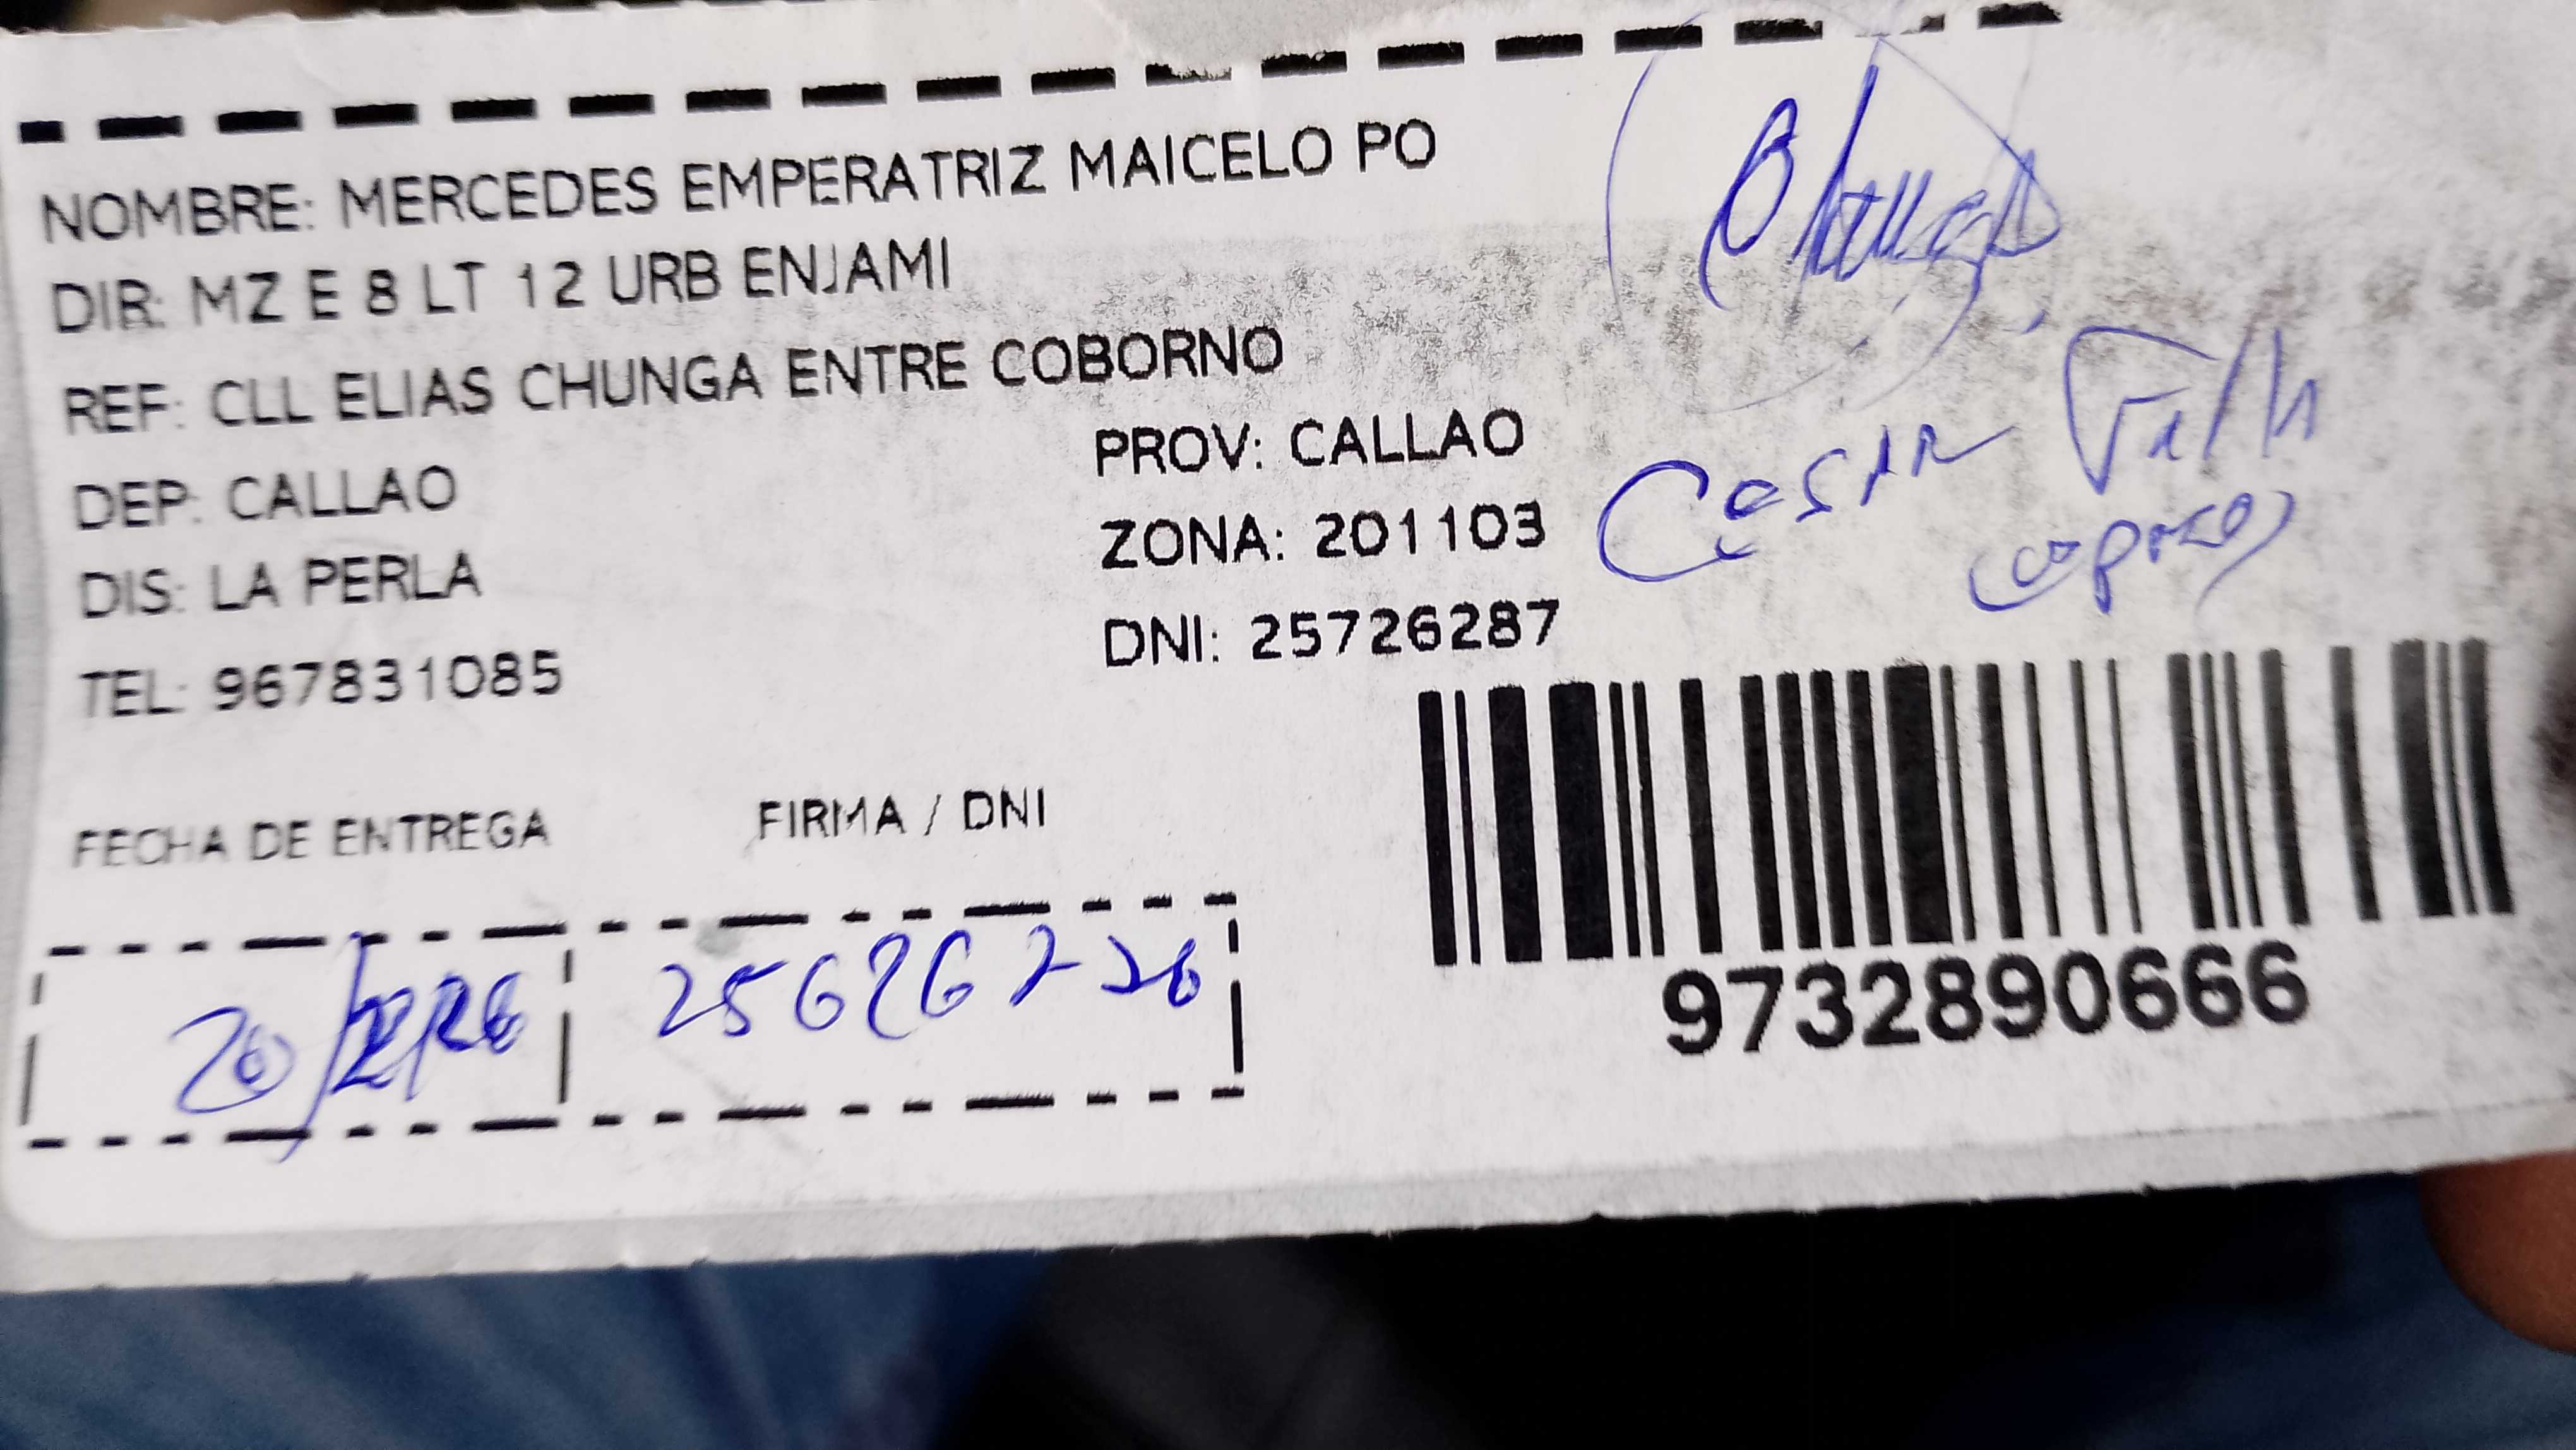 NOMBRE: MERCEDES EMPERATRIZ MAICELO PO
DIR: MZ E 8 LT 12 URB ENJAMI
REF: CLL ELIAS CHUNGA ENTRE COBORNO
DEP: CALLAO
PROV: CALLAO
DIS: LA PERLA
ZONA: 201103
TEL: 967831085
DNI: 25726287
FECHA DE ENTREGA
FIRMA / DNI
9732890666